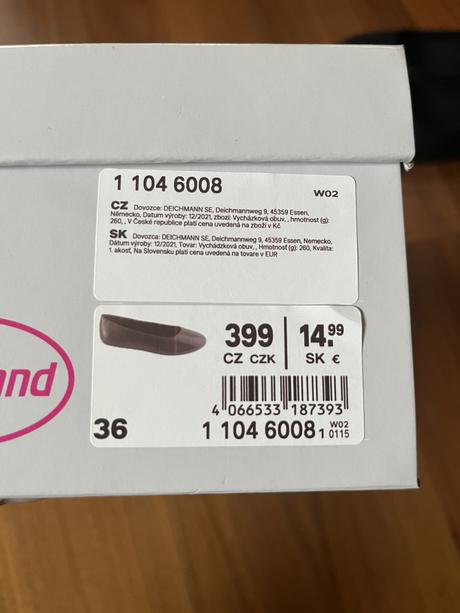 1 104 6008
W02
CZ Dovozce: DEICHMANN SE, Deichmannweg 9, 45359 Essen,
Německo, Datum výroby: 12/2021, zbozi: Vycházková obuv, , hmotnost (g):
260, , V České republice platí cena uvedená na zboží v Kč
SK Dovozca: DEICHMANN SE, Deichmannweg 9, 45359 Essen, Nemecko,
Dátum výroby: 12/2021, Tovar: Vychádzková obuv, , Hmotnosť (g): 260, Kvalita:
1. akosť, Na Slovensku platí cena uvedená na tovare v EUR
399 | 14.99
CZ CZK SK €
4 066533 187393
36
1 104 6008 1 W02
0115
and